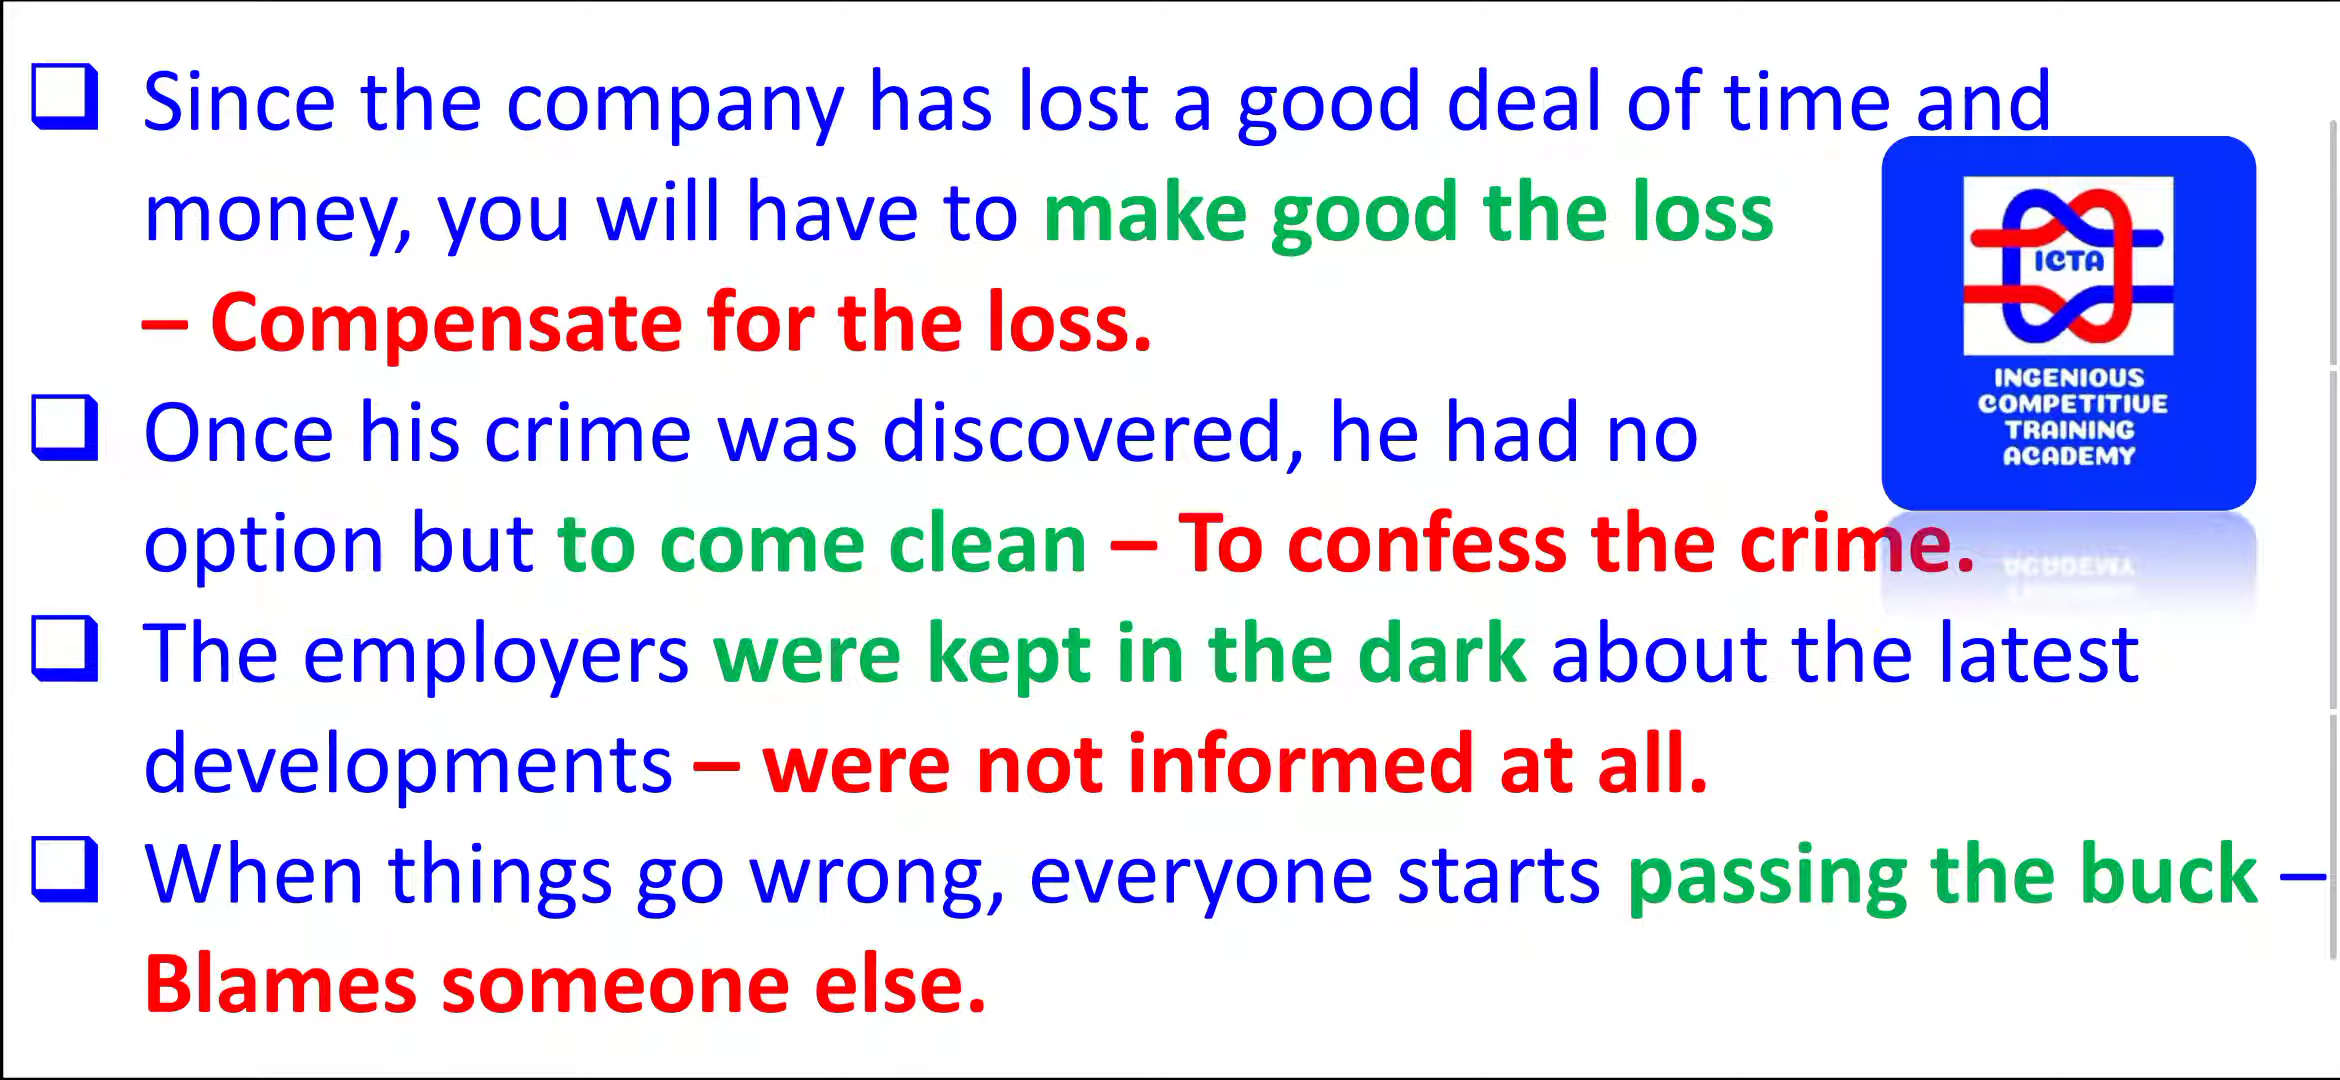 Since the company has lost a good deal of time and
money, you will have to make good the loss
– Compensate for the loss.
Once his crime was discovered, he had no
option but to come clean – To confess the crime.
The employers were kept in the dark about the latest
developments – were not informed at all.
When things go wrong, everyone starts passing the buck –
Blames someone else.
ICTA
INGENIOUS
COMPETITIVE
TRAINING
ACADEMY